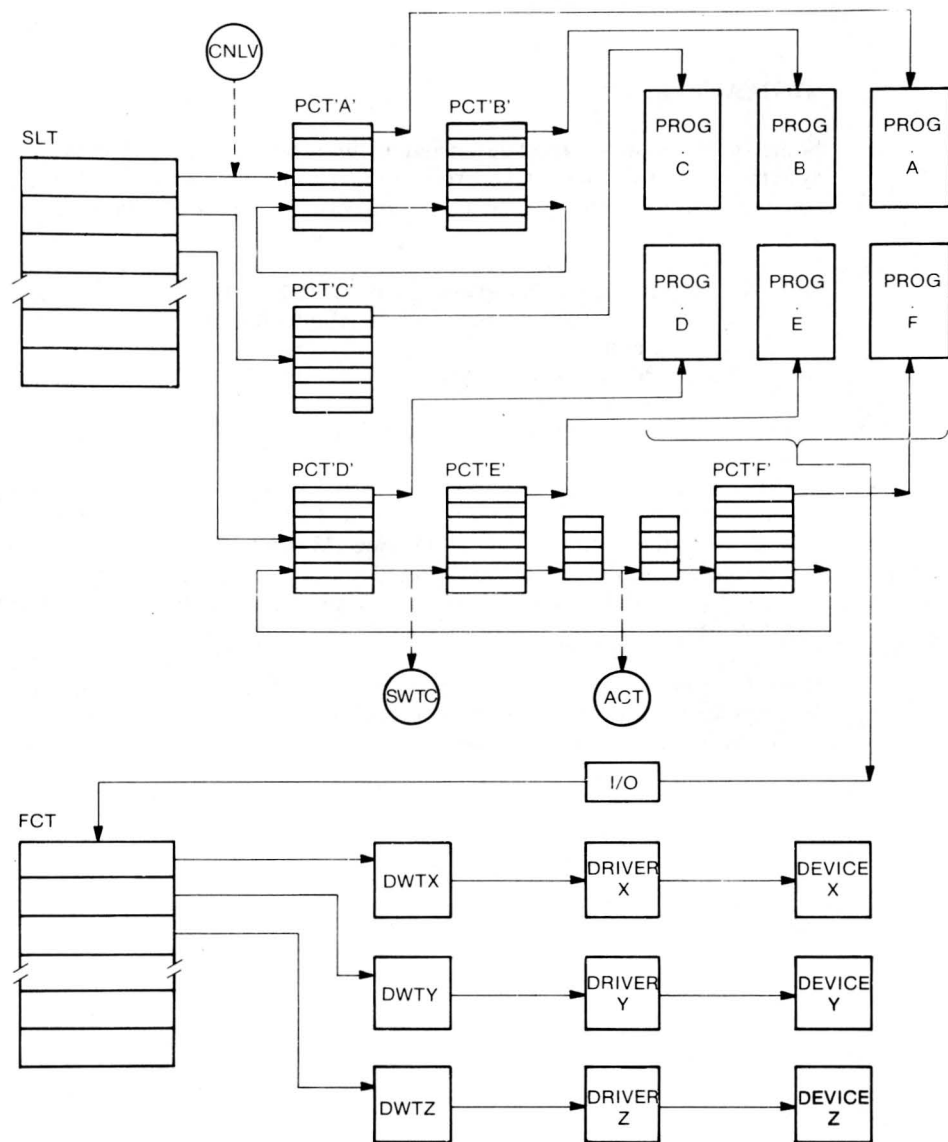 CNLV
PCT'A'
PCT'B'
SLT
PROG
.
C
PROG
.
B
PROG
.
A
PCT'C'
PROG
.
D
PROG
.
E
PROG
.
F
PCT'D'
PCT'E'
PCT'F'
SWTC
ACT
I/O
FCT
DWTX
DRIVER
X
DEVICE
X
DWTY
DRIVER
Y
DEVICE
Y
DWTZ
DRIVER
Z
DEVICE
Z